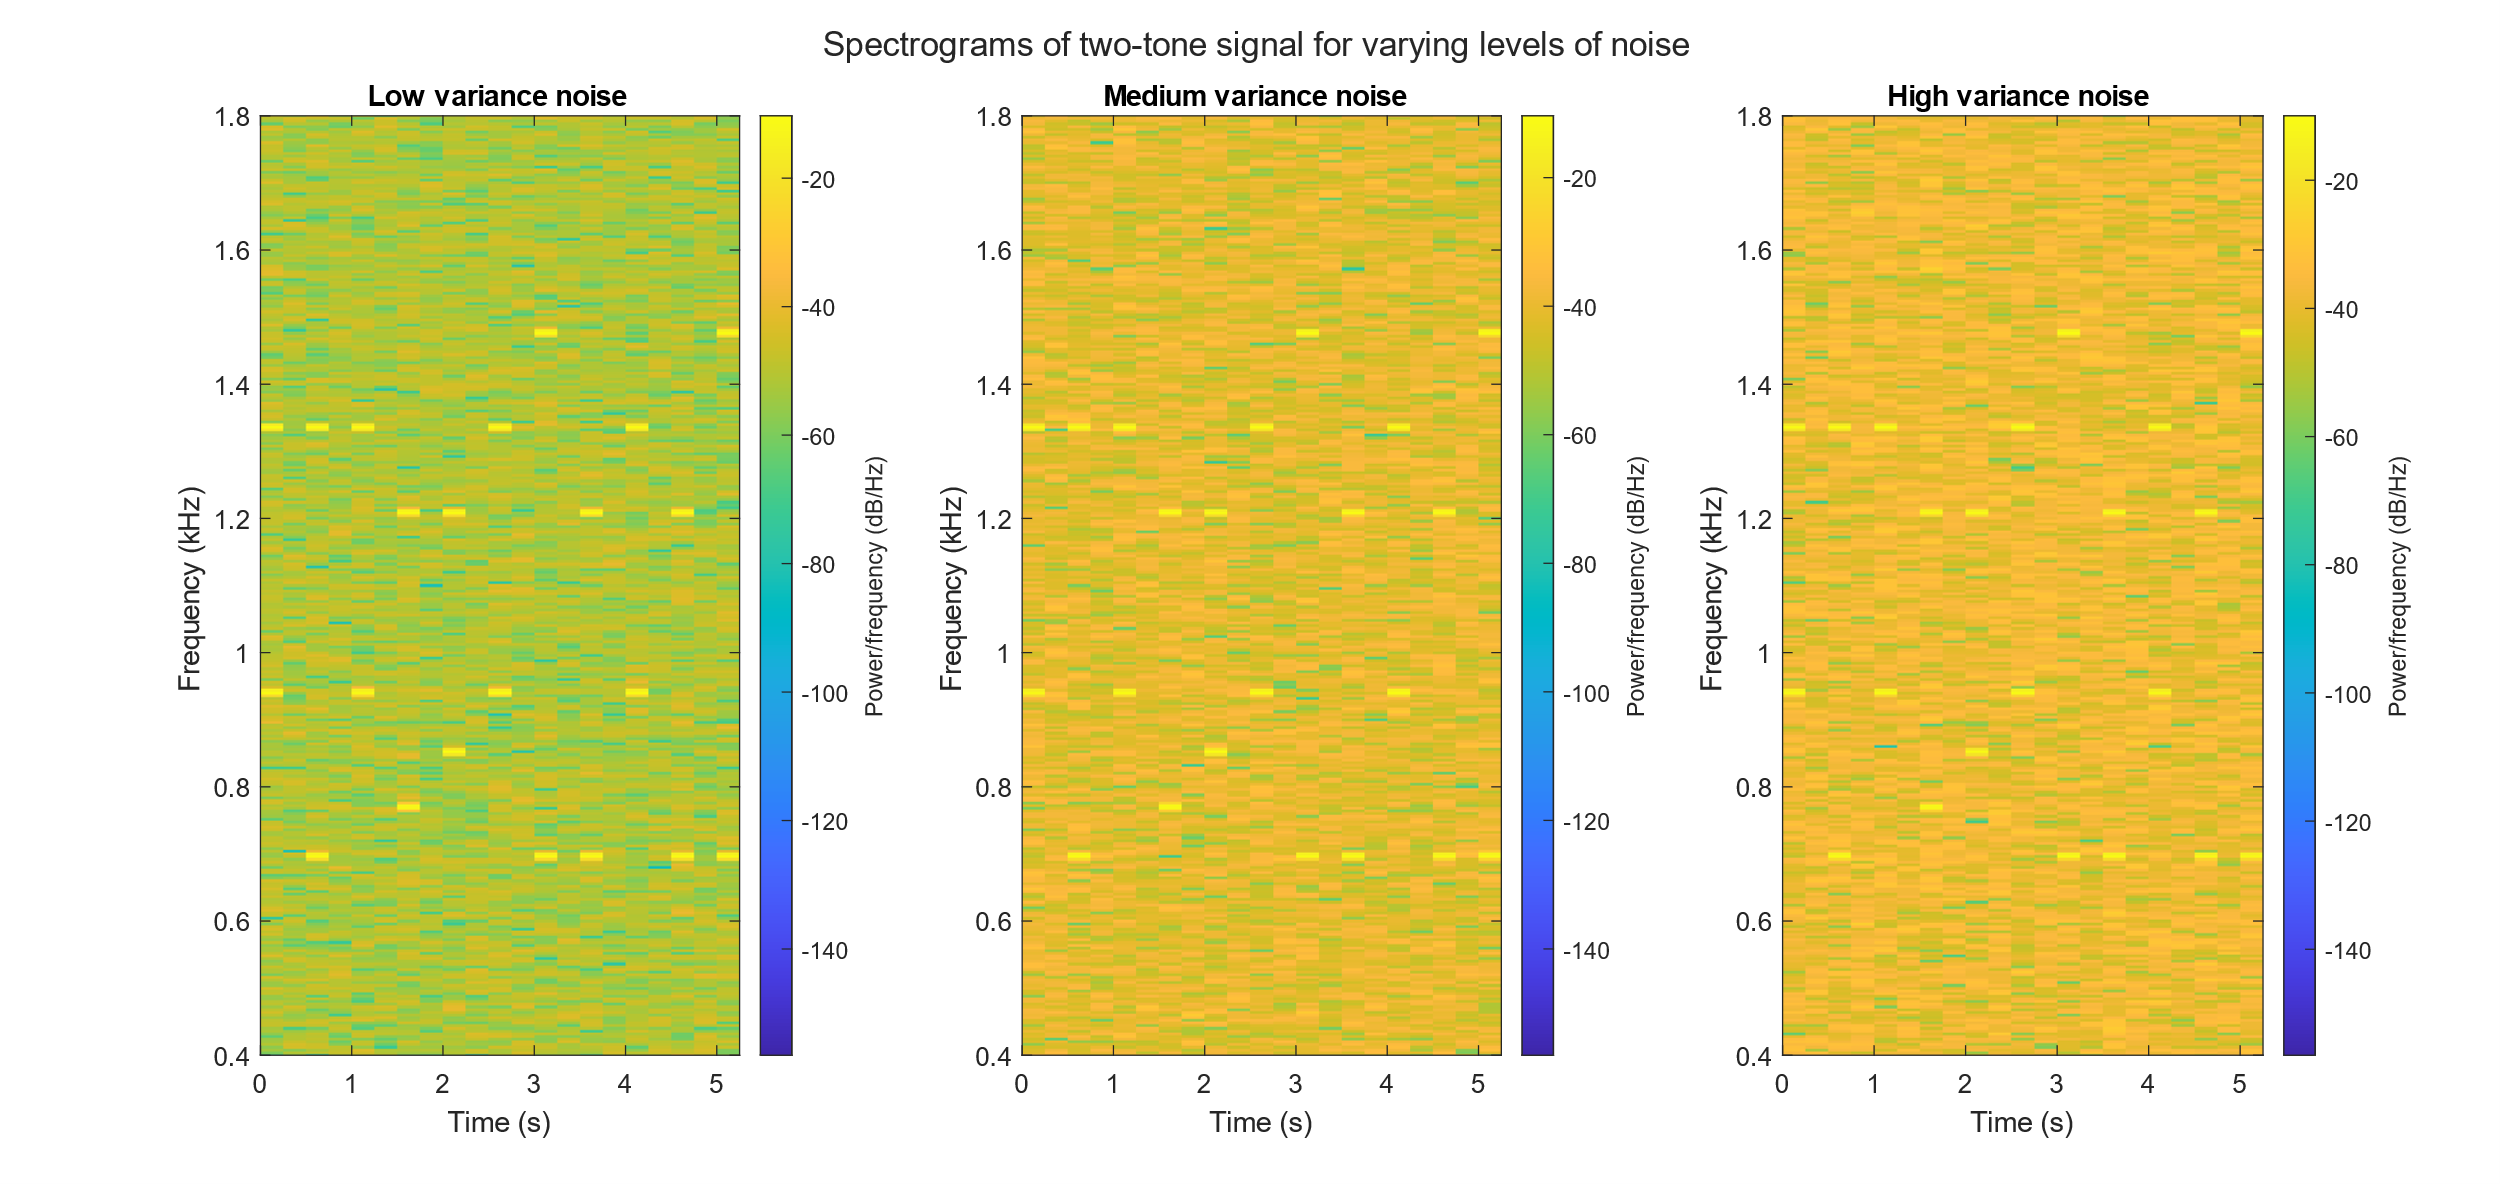 Spectrograms of two-tone signal for varying levels of noise
Low variance noise
1.8
1.6
1.4
1.2
1
0.8
0.6
0.4
Frequency (kHz)
0 1 2 3 4 5
Time (s)
-20
-40
-60
-80
-100
-120
-140
Power/frequency (dB/Hz)
Medium variance noise
1.8
1.6
1.4
1.2
1
0.8
0.6
0.4
Frequency (kHz)
0 1 2 3 4 5
Time (s)
-20
-40
-60
-80
-100
-120
-140
Power/frequency (dB/Hz)
High variance noise
1.8
1.6
1.4
1.2
1
0.8
0.6
0.4
Frequency (kHz)
0 1 2 3 4 5
Time (s)
-20
-40
-60
-80
-100
-120
-140
Power/frequency (dB/Hz)